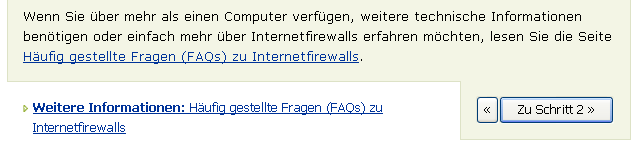 Wenn Sie über mehr als einen Computer verfügen, weitere technische Informationen
benötigen oder einfach mehr über Internetfirewalls erfahren möchten, lesen Sie die Seite
Häufig gestellte Fragen (FAQs) zu Internetfirewalls.
Weitere Informationen: Häufig gestellte Fragen (FAQs) zu
Internetfirewalls
« Zu Schritt 2 »